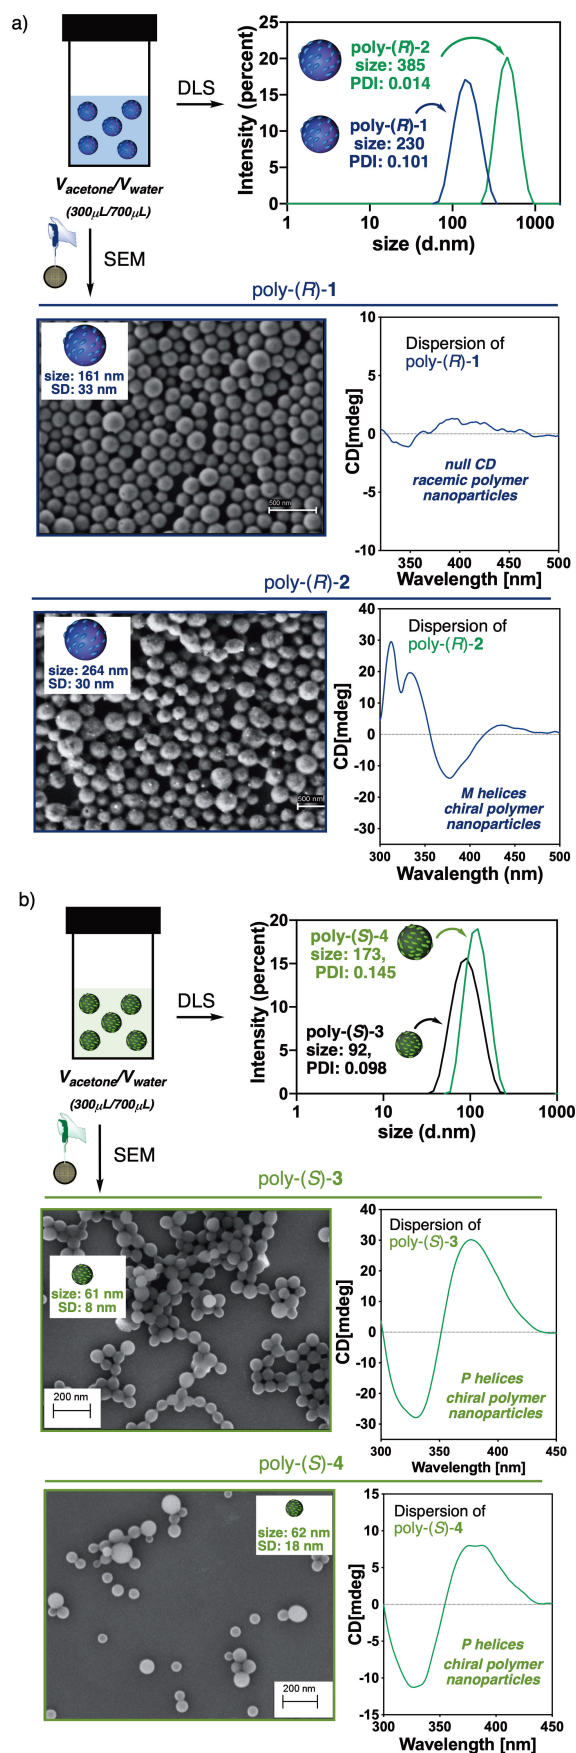 a)
DLS
V_acetone/V_water
(300µL/700µL)
SEM
Intensity (percent)
25
20
15
10
5
0
poly-(R)-2
size: 385
PDI: 0.014
poly-(R)-1
size: 230
PDI: 0.101
1
10
100
1000
size (d.nm)
poly-(R)-1
size: 161 nm
SD: 33 nm
500 nm
CD[mdeg]
10
5
0
-5
-10
Dispersion of
poly-(R)-1
null CD
racemic polymer
nanoparticles
350
400
450
500
Wavelength [nm]
poly-(R)-2
size: 264 nm
SD: 30 nm
500 nm
CD[mdeg]
40
30
20
10
0
-10
-20
-30
Dispersion of
poly-(R)-2
M helices
chiral polymer
nanoparticles
300
350
400
450
500
Wavelength (nm)
b)
DLS
V_acetone/V_water
(300µL/700µL)
SEM
Intensity (percent)
20
15
10
5
0
poly-(S)-4
size: 173,
PDI: 0.145
poly-(S)-3
size: 92,
PDI: 0.098
1
10
100
1000
size (d.nm)
poly-(S)-3
size: 61 nm
SD: 8 nm
200 nm
CD[mdeg]
40
30
20
10
0
-10
-20
-30
Dispersion of
poly-(S)-3
P helices
chiral polymer
nanoparticles
300
350
400
450
Wavelength [nm]
poly-(S)-4
size: 62 nm
SD: 18 nm
200 nm
CD[mdeg]
15
10
5
0
-5
-10
-15
Dispersion of
poly-(S)-4
P helices
chiral polymer
nanoparticles
300
350
400
450
Wavelength [nm]